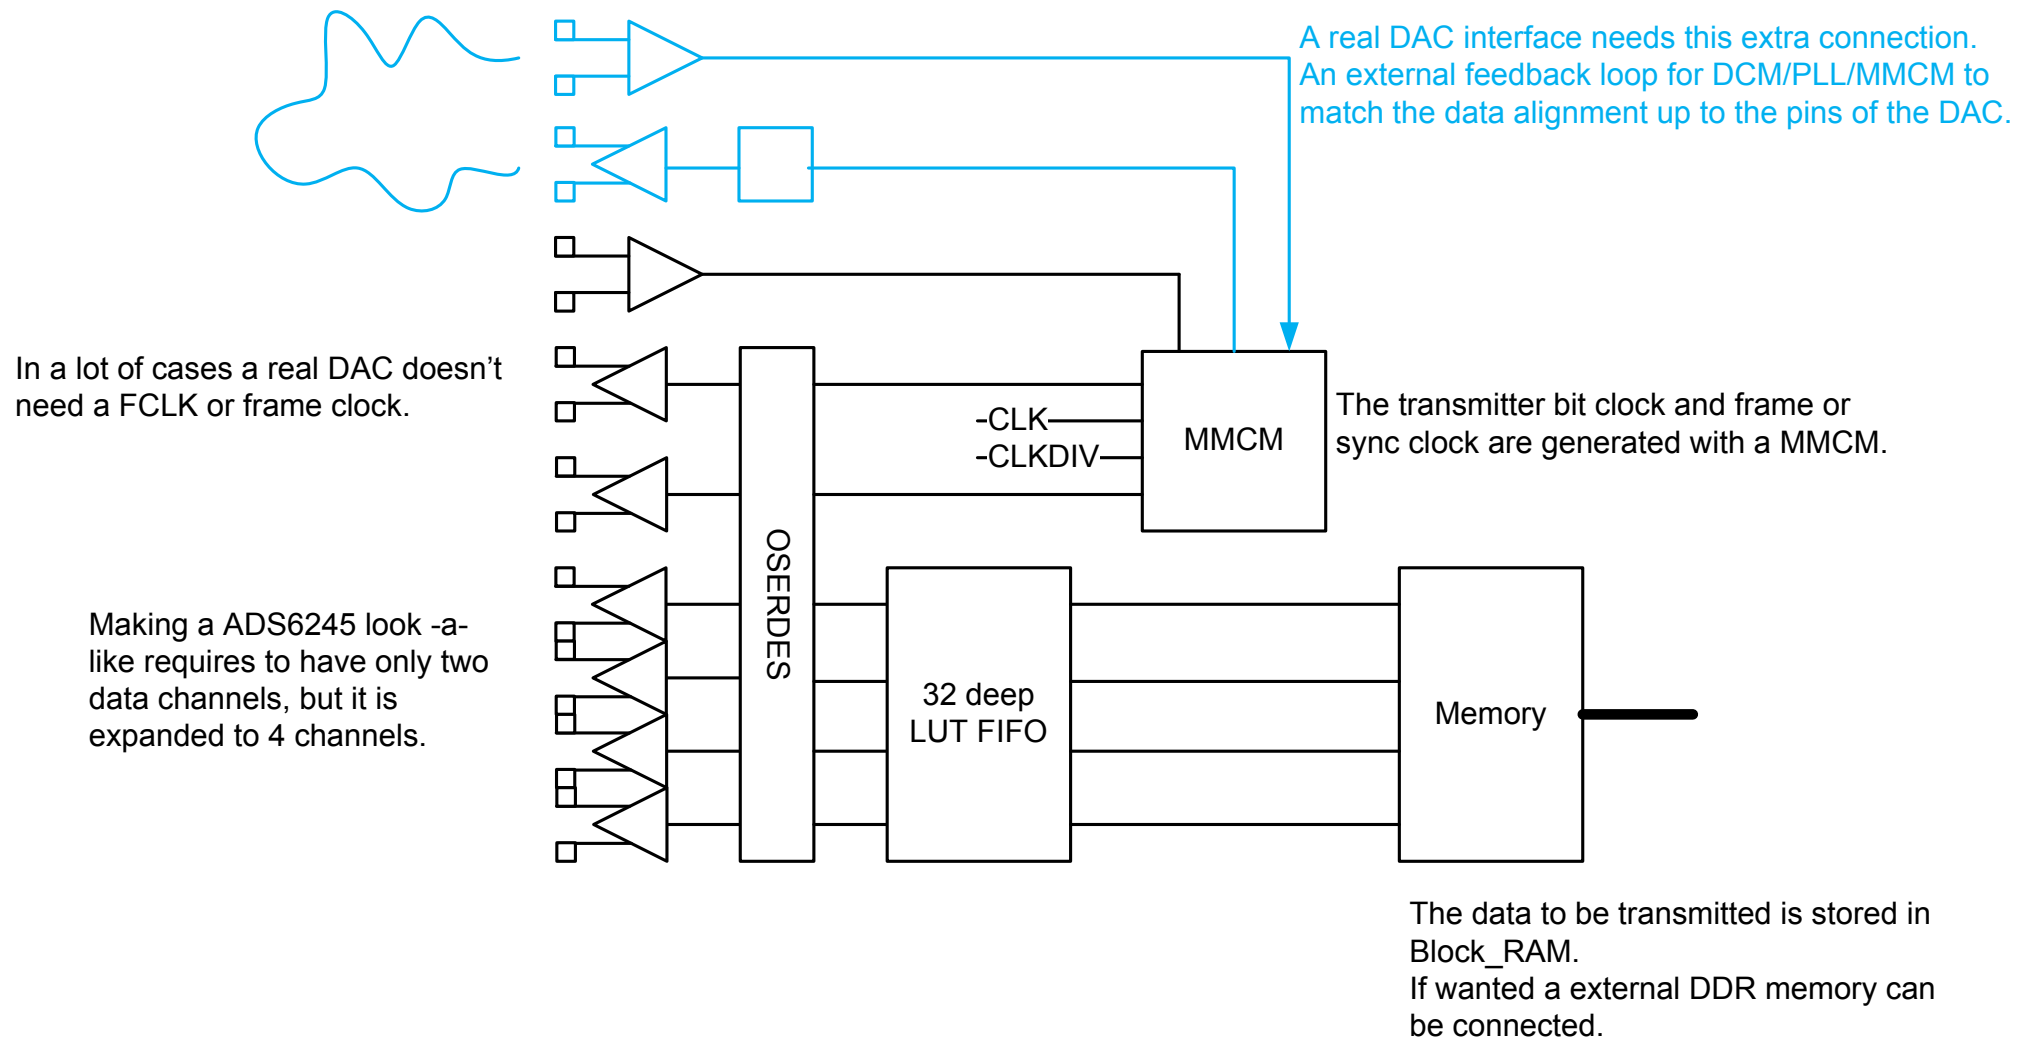 A real DAC interface needs this extra connection.
An external feedback loop for DCM/PLL/MMCM to
match the data alignment up to the pins of the DAC.
In a lot of cases a real DAC doesn't
need a FCLK or frame clock.
-CLK
-CLKDIV
MMCM
The transmitter bit clock and frame or
sync clock are generated with a MMCM.
OSERDES
Making a ADS6245 look -a-
like requires to have only two
data channels, but it is
expanded to 4 channels.
32 deep
LUT FIFO
Memory
The data to be transmitted is stored in
Block_RAM.
If wanted a external DDR memory can
be connected.